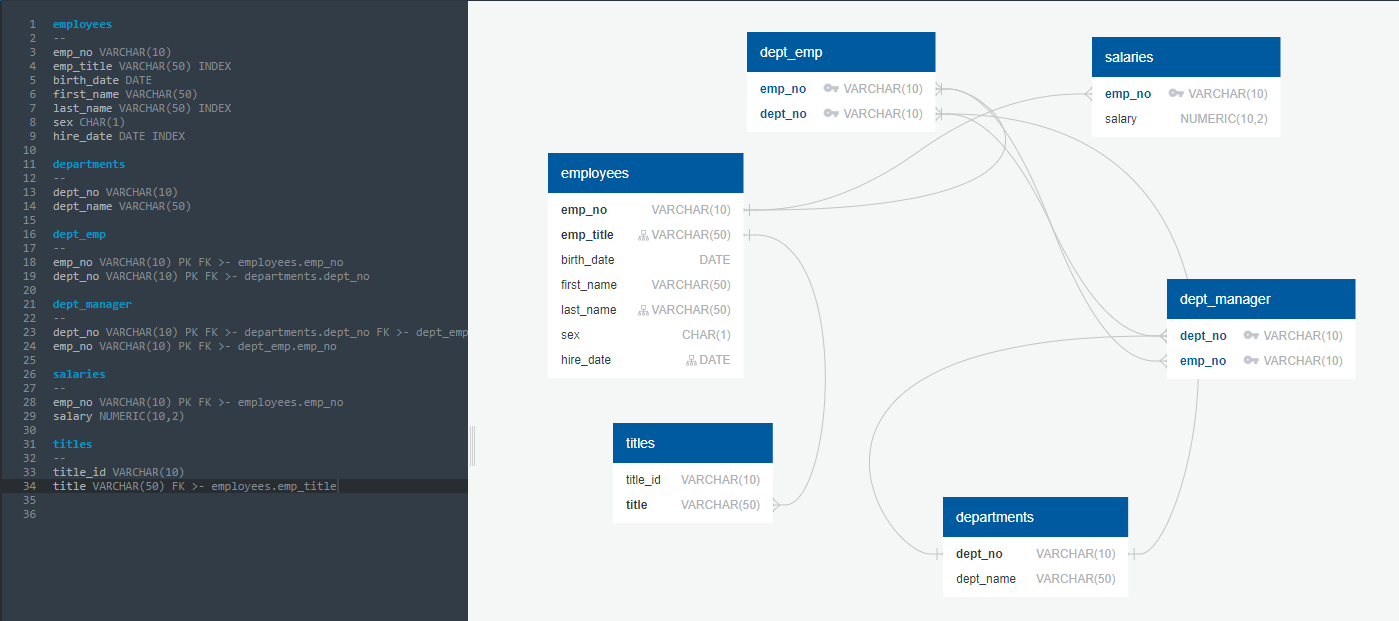 1 employees
2 --
3 emp_no VARCHAR(10)
4 emp_title VARCHAR(50) INDEX
5 birth_date DATE
6 first_name VARCHAR(50)
7 last_name VARCHAR(50) INDEX
8 sex CHAR(1)
9 hire_date DATE INDEX
10
11 departments
12 --
13 dept_no VARCHAR(10)
14 dept_name VARCHAR(50)
15
16 dept_emp
17 --
18 emp_no VARCHAR(10) PK FK >- employees.emp_no
19 dept_no VARCHAR(10) PK FK >- departments.dept_no
20
21 dept_manager
22 --
23 dept_no VARCHAR(10) PK FK >- departments.dept_no FK >- dept_emp
24 emp_no VARCHAR(10) PK FK >- dept_emp.emp_no
25
26 salaries
27 --
28 emp_no VARCHAR(10) PK FK >- employees.emp_no
29 salary NUMERIC(10,2)
30
31 titles
32 --
33 title_id VARCHAR(10)
34 title VARCHAR(50) FK >- employees.emp_title
35
36
dept_emp
emp_no VARCHAR(10)
dept_no VARCHAR(10)
salaries
emp_no VARCHAR(10)
salary NUMERIC(10,2)
employees
emp_no VARCHAR(10)
emp_title VARCHAR(50)
birth_date DATE
first_name VARCHAR(50)
last_name VARCHAR(50)
sex CHAR(1)
hire_date DATE
dept_manager
dept_no VARCHAR(10)
emp_no VARCHAR(10)
titles
title_id VARCHAR(10)
title VARCHAR(50)
departments
dept_no VARCHAR(10)
dept_name VARCHAR(50)